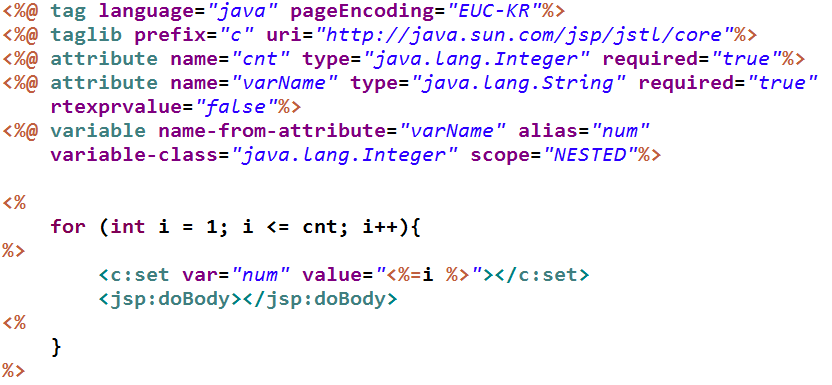 <%@ tag language="java" pageEncoding="EUC-KR"%>
<%@ taglib prefix="c" uri="http://java.sun.com/jsp/jstl/core"%>
<%@ attribute name="cnt" type="java.lang.Integer" required="true"%>
<%@ attribute name="varName" type="java.lang.String" required="true"
    rtexprvalue="false"%>
<%@ variable name-from-attribute="varName" alias="num"
    variable-class="java.lang.Integer" scope="NESTED"%>

<%
    for (int i = 1; i <= cnt; i++){
%>
        <c:set var="num" value="<%=i %>"></c:set>
        <jsp:doBody></jsp:doBody>
<%
    }
%>